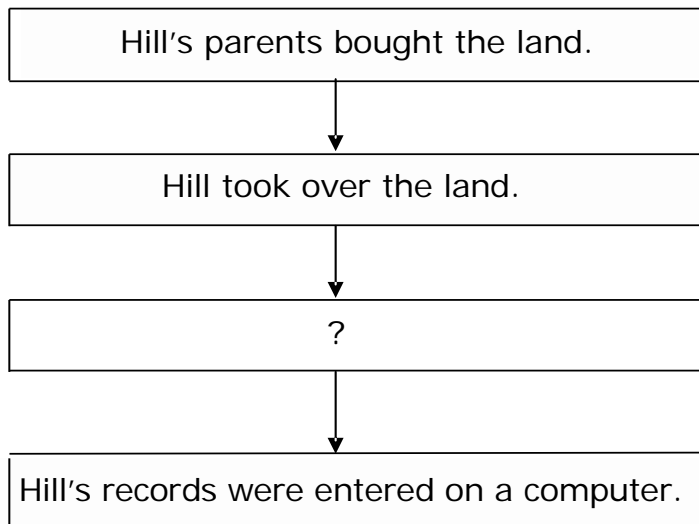 Hill's parents bought the land.
Hill took over the land.
?
Hill's records were entered on a computer.